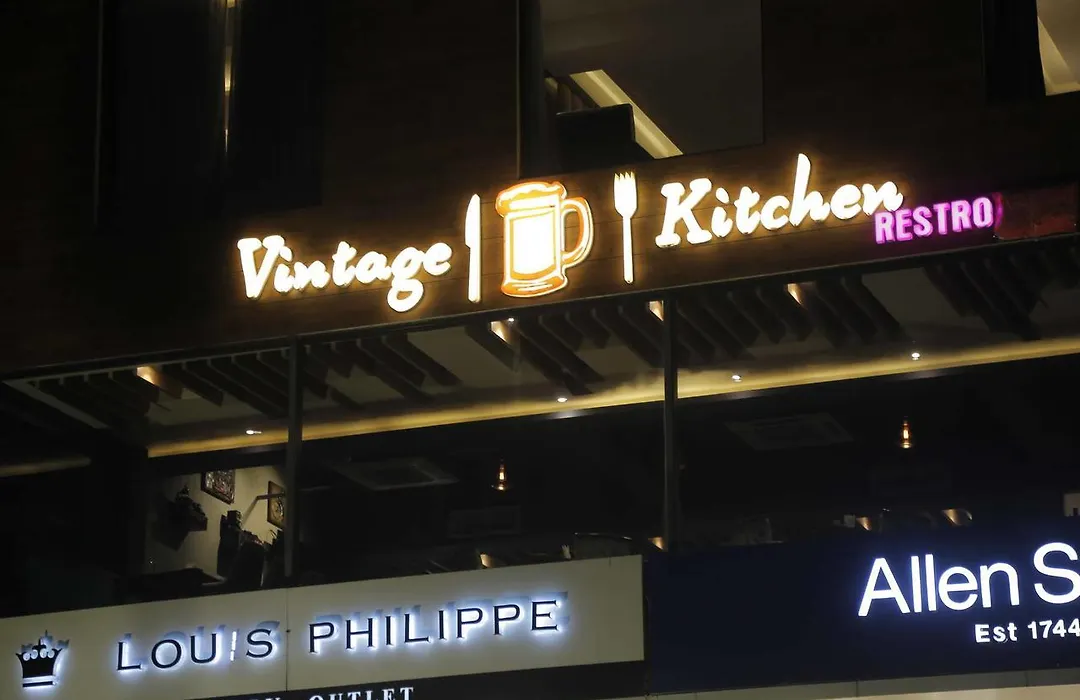 Vintage Kitchen
RESTRO
LOUIS PHILIPPE
OUTLET
Allen S
Est 1744